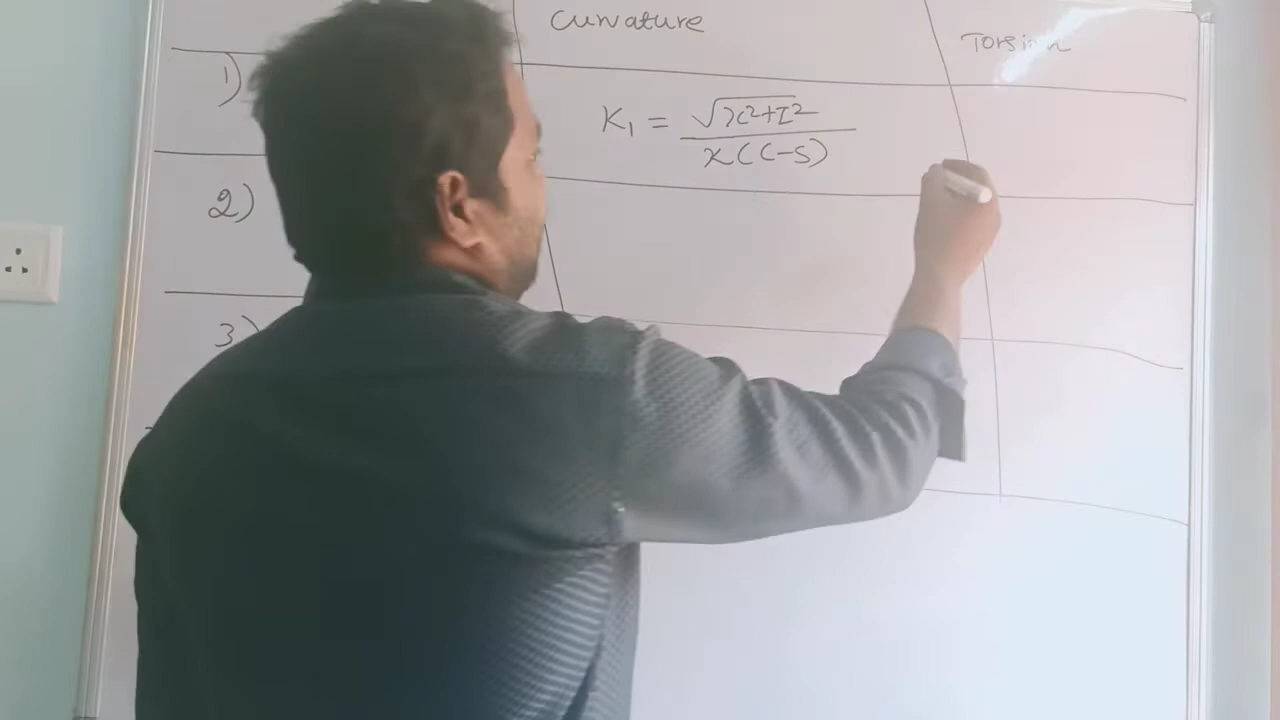 Curvature
Torsion
1)
K₁ = √x²+τ² / x(c-s)
2)
3)